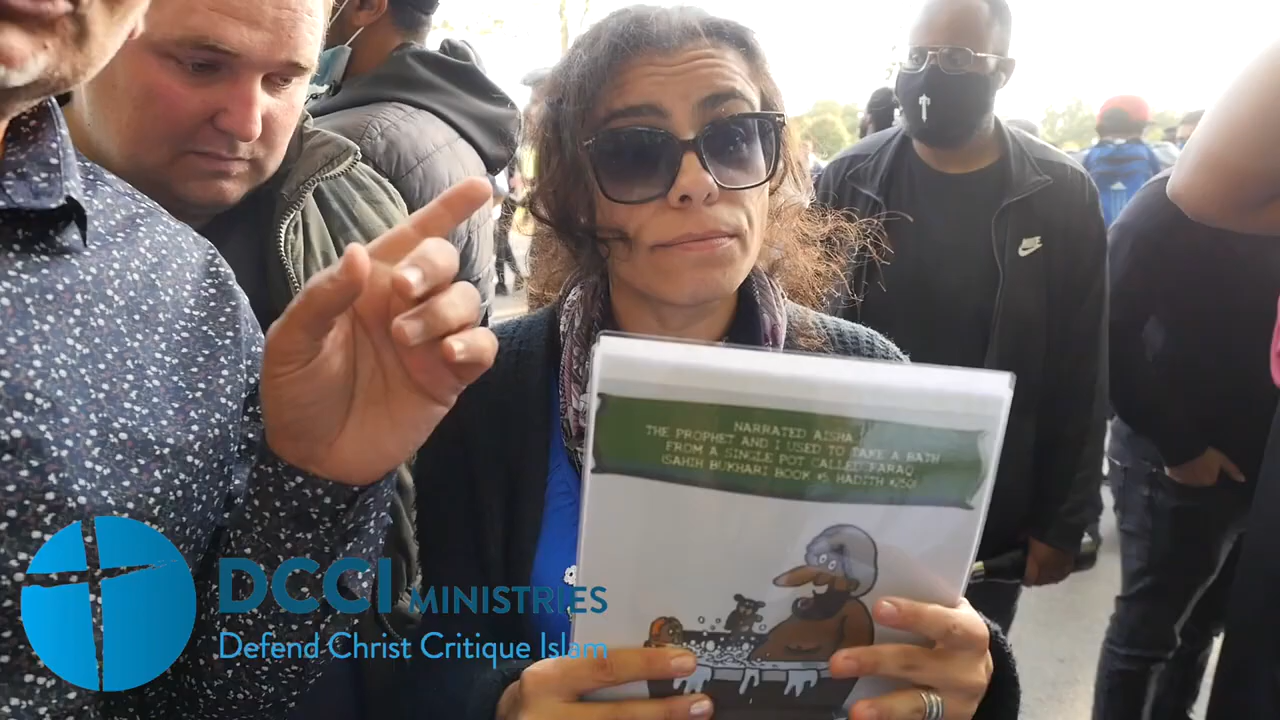 NARRATED AISHA
THE PROPHET AND I USED TO TAKE A BATH
FROM A SINGLE POT CALLED FARAQ
(SAHIH BUKHARI BOOK #5 HADITH #250)
DCCI MINISTRIES
Defend Christ Critique Islam